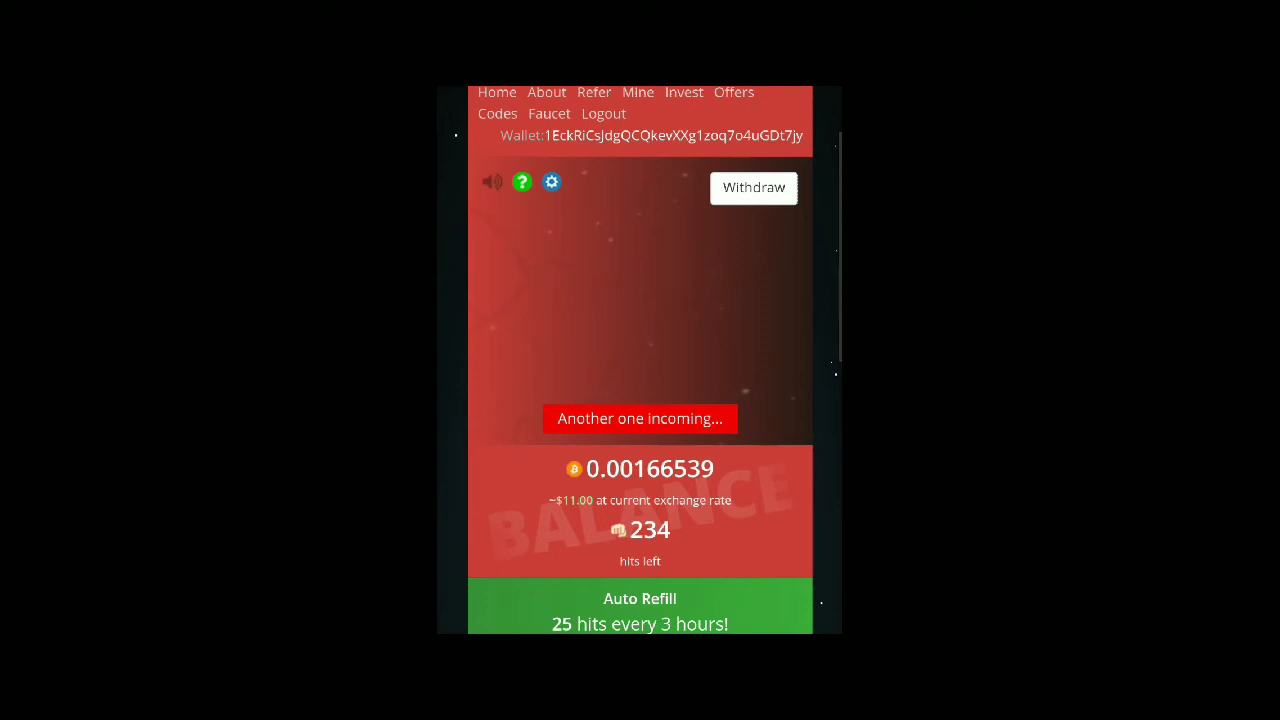 Home About Refer Mine Invest Offers
Codes Faucet Logout
Wallet:1EckRiCsJdgQCQkevXXg1zoq7o4uGDt7jy
?
Withdraw
Another one incoming...
0.00166539
~$11.00 at current exchange rate
BALANCE
234
hits left
Auto Refill
25 hits every 3 hours!